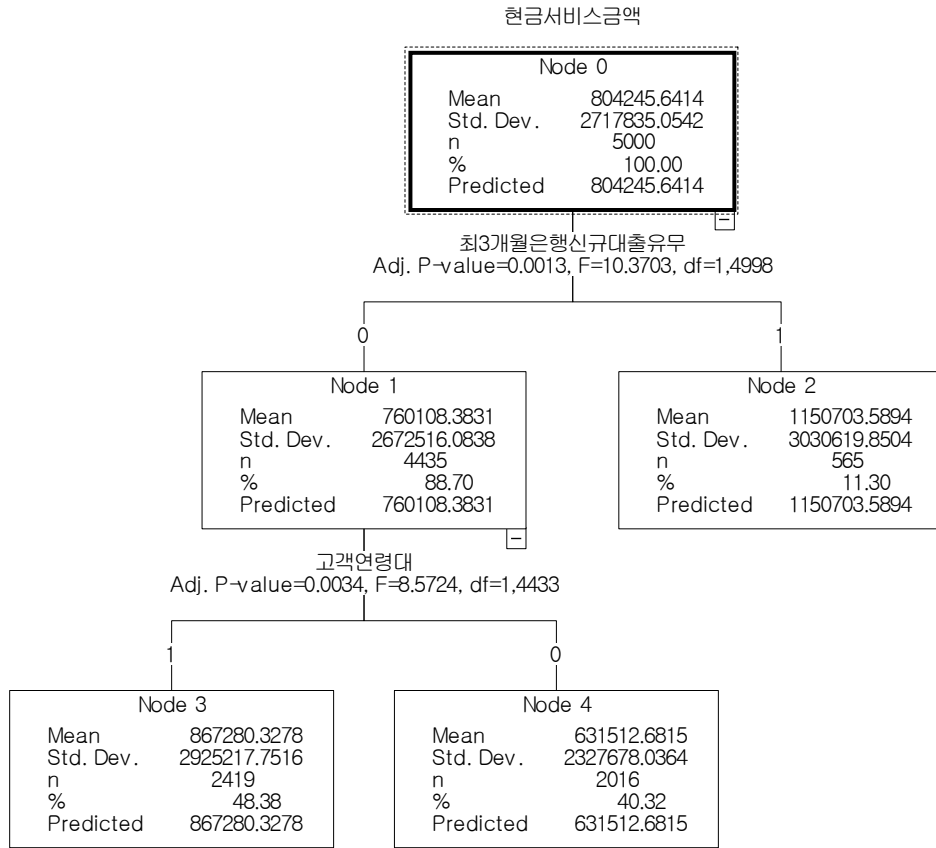 현금서비스금액
Node 0
Mean 804245.6414
Std. Dev. 2717835.0542
n 5000
% 100.00
Predicted 804245.6414
최3개월은행신규대출유무
Adj. P-value=0.0013, F=10.3703, df=1,4998
0
1
Node 1
Mean 760108.3831
Std. Dev. 2672516.0838
n 4435
% 88.70
Predicted 760108.3831
Node 2
Mean 1150703.5894
Std. Dev. 3030619.8504
n 565
% 11.30
Predicted 1150703.5894
고객연령대
Adj. P-value=0.0034, F=8.5724, df=1,4433
1
0
Node 3
Mean 867280.3278
Std. Dev. 2925217.7516
n 2419
% 48.38
Predicted 867280.3278
Node 4
Mean 631512.6815
Std. Dev. 2327678.0364
n 2016
% 40.32
Predicted 631512.6815